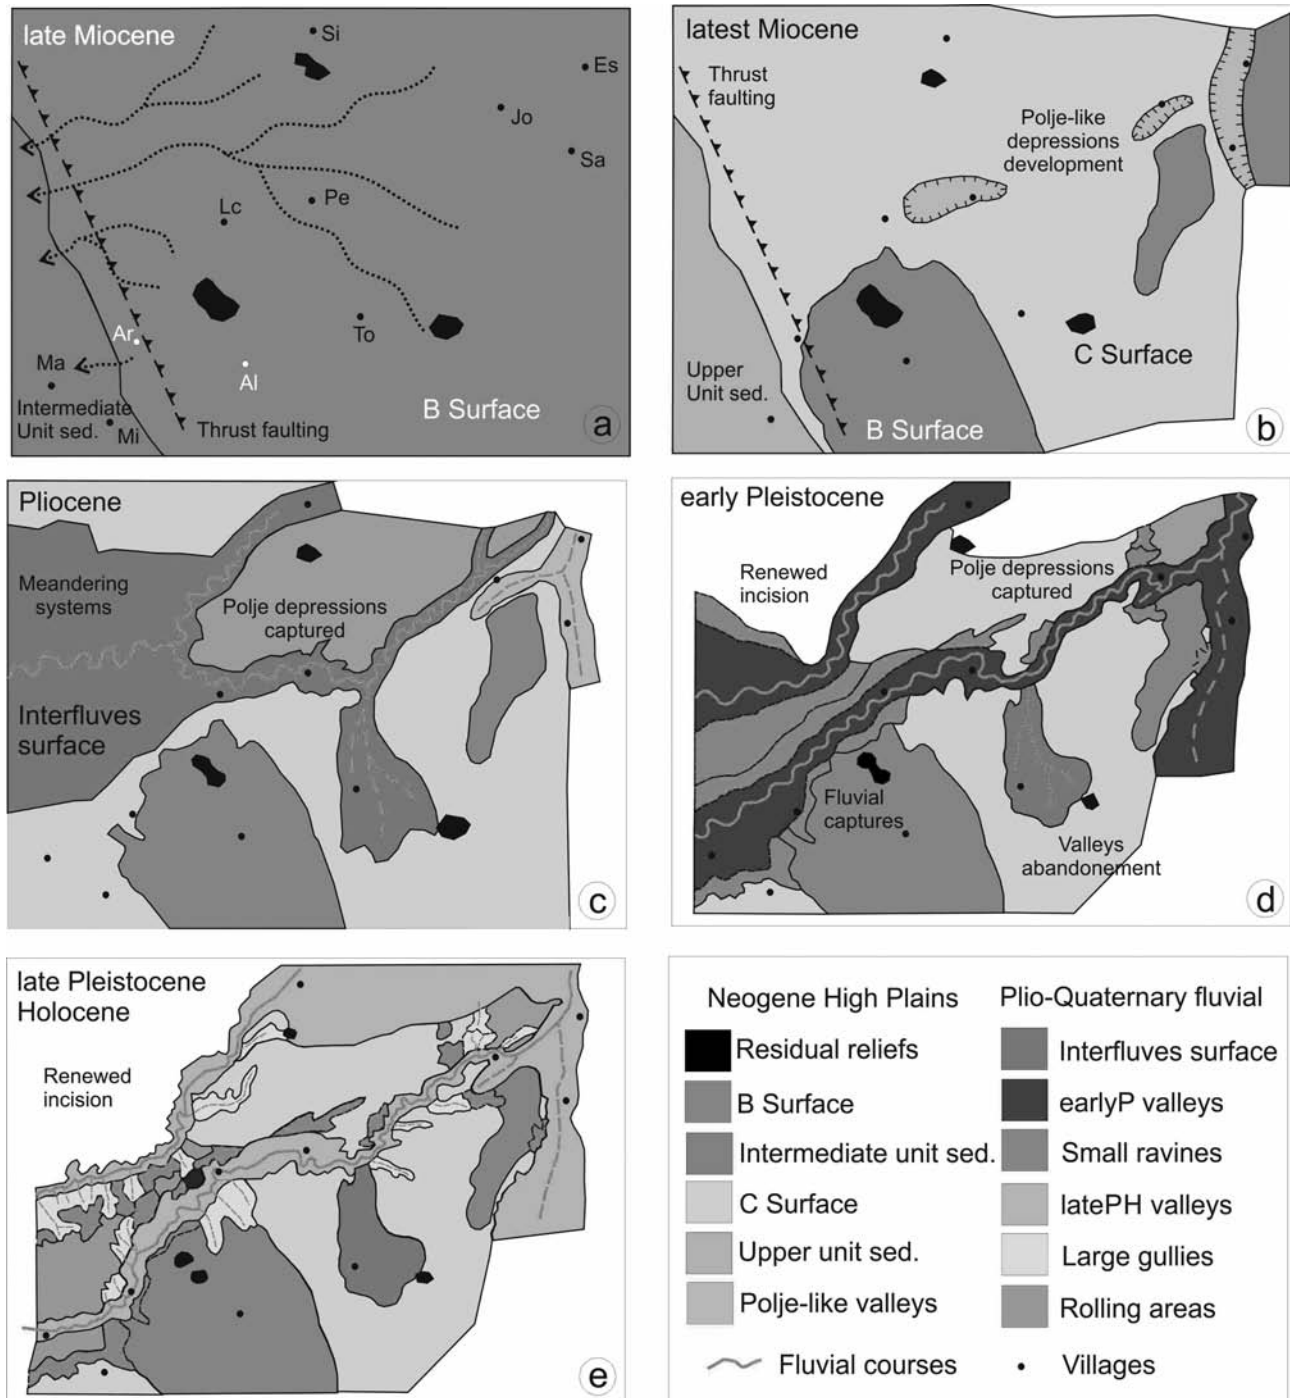 late Miocene
Si
Es
Jo
Sa
Lc
Pe
To
Ar
Al
Ma
Intermediate
Unit sed.
Mi
Thrust faulting
B Surface
a
latest Miocene
Thrust
faulting
Polje-like
depressions
development
C Surface
Upper
Unit sed.
B Surface
b
Pliocene
Meandering
systems
Polje depressions
captured
Interfluves
surface
c
early Pleistocene
Renewed
incision
Polje depressions
captured
Fluvial
captures
Valleys
abandonement
d
late Pleistocene
Holocene
Renewed
incision
e
Neogene High Plains
Residual reliefs
B Surface
Intermediate unit sed.
C Surface
Upper unit sed.
Polje-like valleys
Fluvial courses
Plio-Quaternary fluvial
Interfluves surface
earlyP valleys
Small ravines
latePH valleys
Large gullies
Rolling areas
Villages